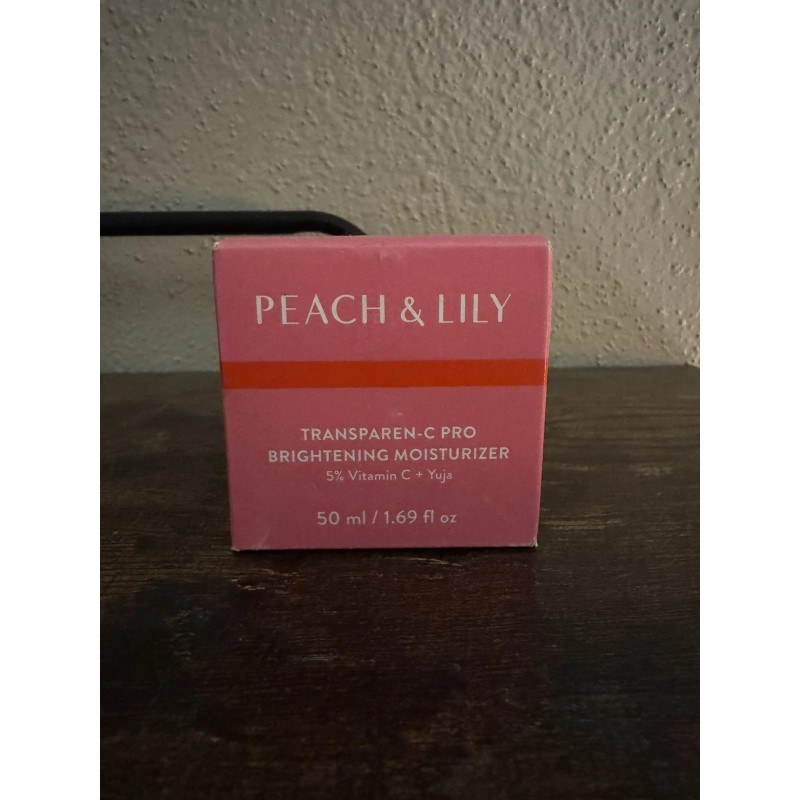 PEACH & LILY
TRANSPAREN-C PRO
BRIGHTENING MOISTURIZER
5% Vitamin C + Yuja
50 ml / 1.69 fl oz